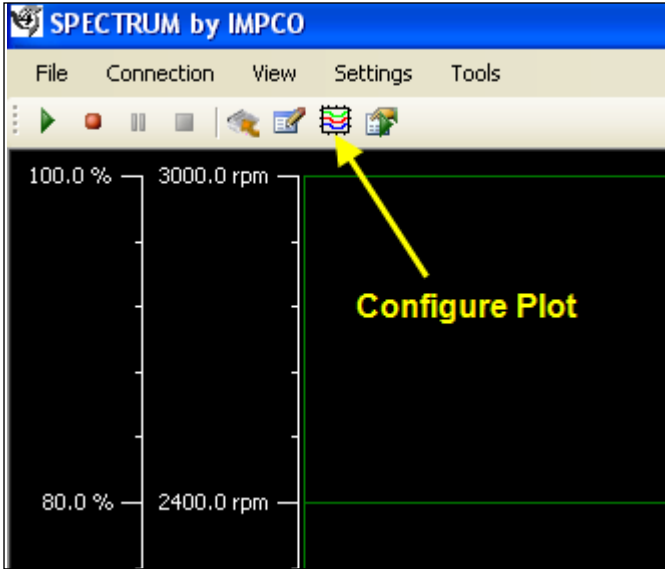 SPECTRUM by IMPCO
File Connection View Settings Tools
100.0 % 3000.0 rpm
Configure Plot
80.0 % 2400.0 rpm